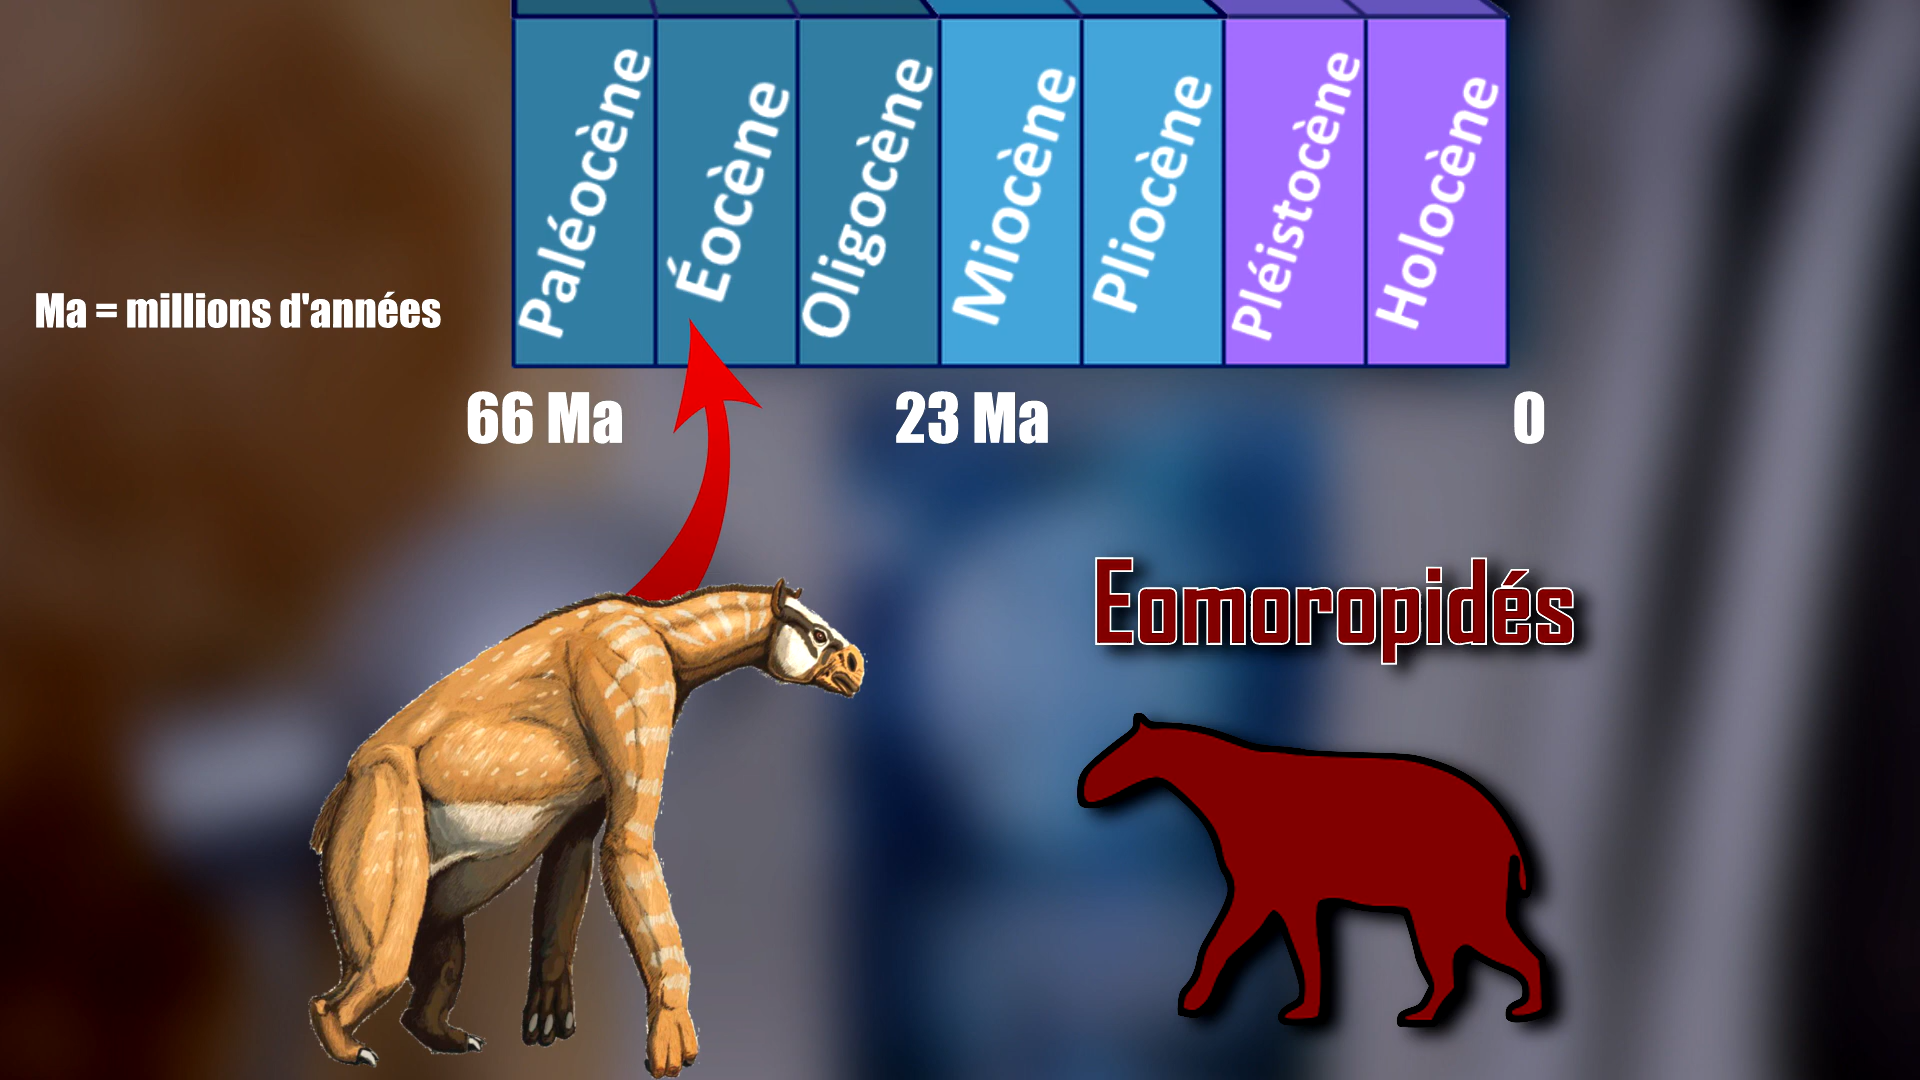 Paléocène
Éocène
Oligocène
Miocène
Pliocène
Pléistocène
Holocène
Ma = millions d'années
66 Ma
23 Ma
0
Eomoropidés